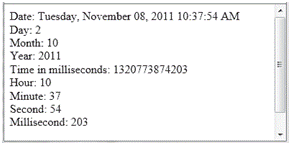 Date: Tuesday, November 08, 2011 10:37:54 AM
Day: 2
Month: 10
Year: 2011
Time in milliseconds: 1320773874203
Hour: 10
Minute: 37
Second: 54
Millisecond: 203